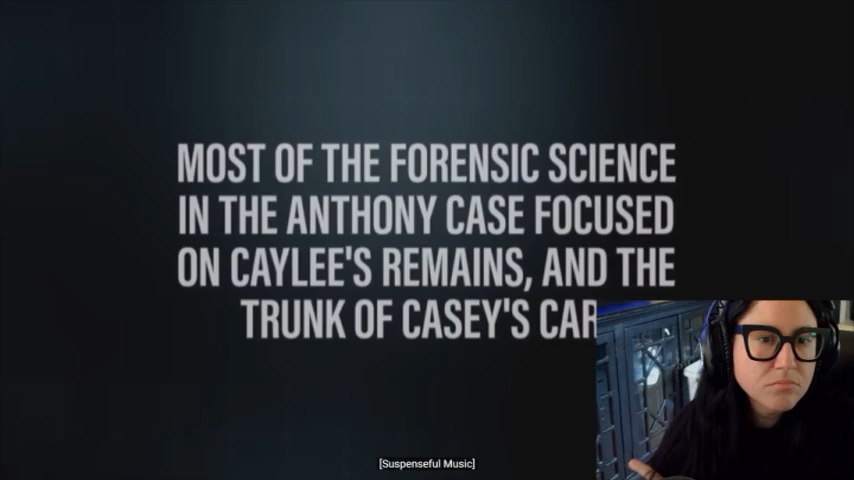 MOST OF THE FORENSIC SCIENCE
IN THE ANTHONY CASE FOCUSED
ON CAYLEE'S REMAINS, AND THE
TRUNK OF CASEY'S CAR
[Suspenseful Music]